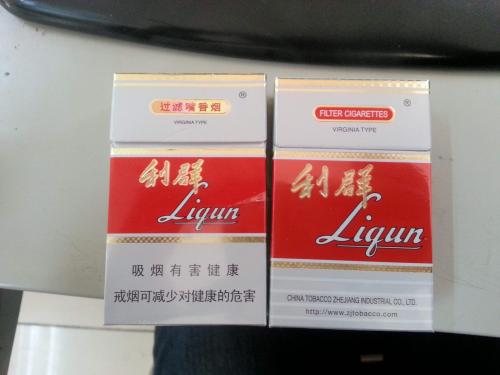 过滤嘴香烟
®
VIRGINIA TYPE
利群
Liqun
吸烟有害健康
戒烟可减少对健康的危害
FILTER CIGARETTES
®
VIRGINIA TYPE
利群
Liqun
CHINA TOBACCO ZHEJIANG INDUSTRIAL CO., LTD.
http://www.zjtobacco.com